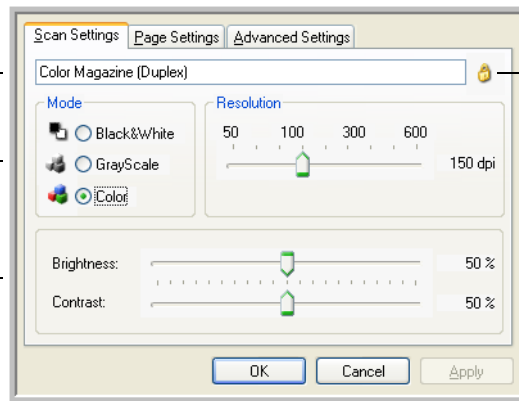 Scan Settings Page Settings Advanced Settings
Color Magazine (Duplex)
Mode
Black&White
GrayScale
Color
Resolution
50 100 300 600
150 dpi
Brightness: 50 %
Contrast: 50 %
OK Cancel Apply